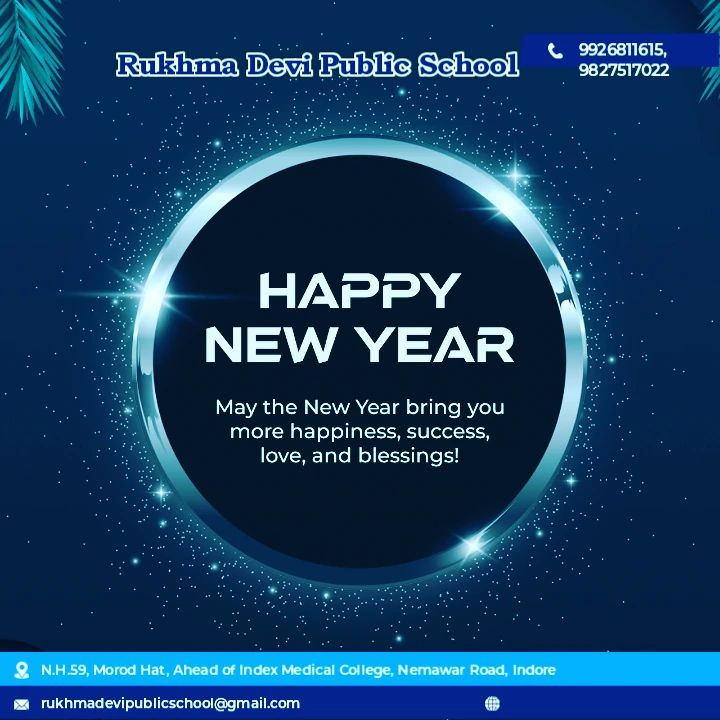 Rukhma Devi Public School
9926811615,
9827517022
HAPPY
NEW YEAR
May the New Year bring you
more happiness, success,
love, and blessings!
N.H.59, Morod Hat, Ahead of Index Medical College, Nemawar Road, Indore
rukhmadevipublicschool@gmail.com